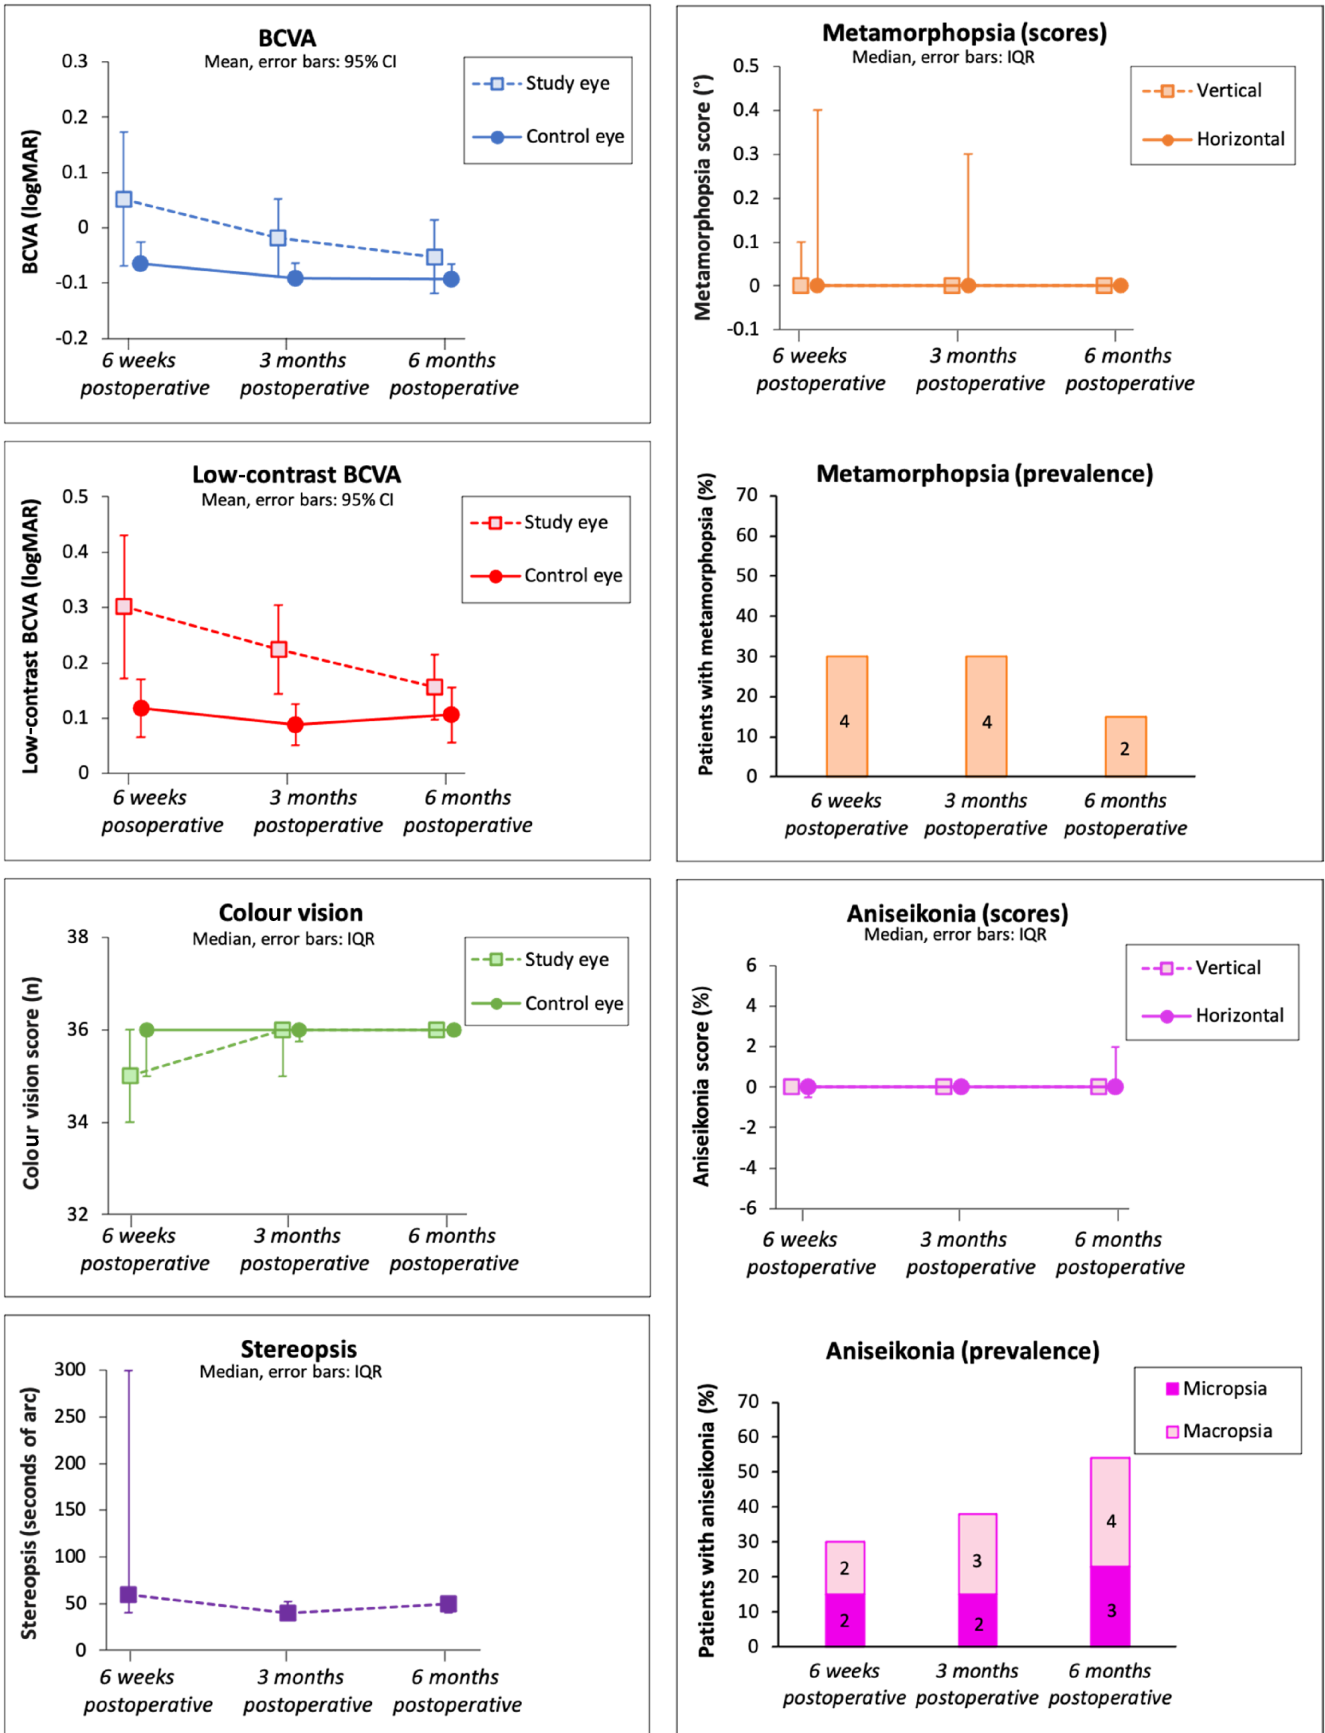 BCVA
Mean, error bars: 95% CI
BCVA (logMAR)
0.3
0.2
0.1
0
-0.1
-0.2
Study eye
Control eye
6 weeks
postoperative
3 months
postoperative
6 months
postoperative
Metamorphopsia (scores)
Median, error bars: IQR
Metamorphopsia score (°)
0.5
0.4
0.3
0.2
0.1
0
-0.1
Vertical
Horizontal
6 weeks
postoperative
3 months
postoperative
6 months
postoperative
Low-contrast BCVA
Mean, error bars: 95% CI
Low-contrast BCVA (logMAR)
0.5
0.4
0.3
0.2
0.1
0
Study eye
Control eye
6 weeks
posoperative
3 months
postoperative
6 months
postoperative
Metamorphopsia (prevalence)
Patients with metamorphopsia (%)
70
60
50
40
30
20
10
0
4
4
2
6 weeks
postoperative
3 months
postoperative
6 months
postoperative
Colour vision
Median, error bars: IQR
Colour vision score (n)
38
36
34
32
Study eye
Control eye
6 weeks
postoperative
3 months
postoperative
6 months
postoperative
Aniseikonia (scores)
Median, error bars: IQR
Aniseikonia score (%)
6
4
2
0
-2
-4
-6
Vertical
Horizontal
6 weeks
postoperative
3 months
postoperative
6 months
postoperative
Stereopsis
Median, error bars: IQR
Stereopsis (seconds of arc)
300
250
200
150
100
50
0
6 weeks
postoperative
3 months
postoperative
6 months
postoperative
Aniseikonia (prevalence)
Patients with aniseikonia (%)
70
60
50
40
30
20
10
0
Micropsia
Macropsia
2
2
3
2
4
3
6 weeks
postoperative
3 months
postoperative
6 months
postoperative